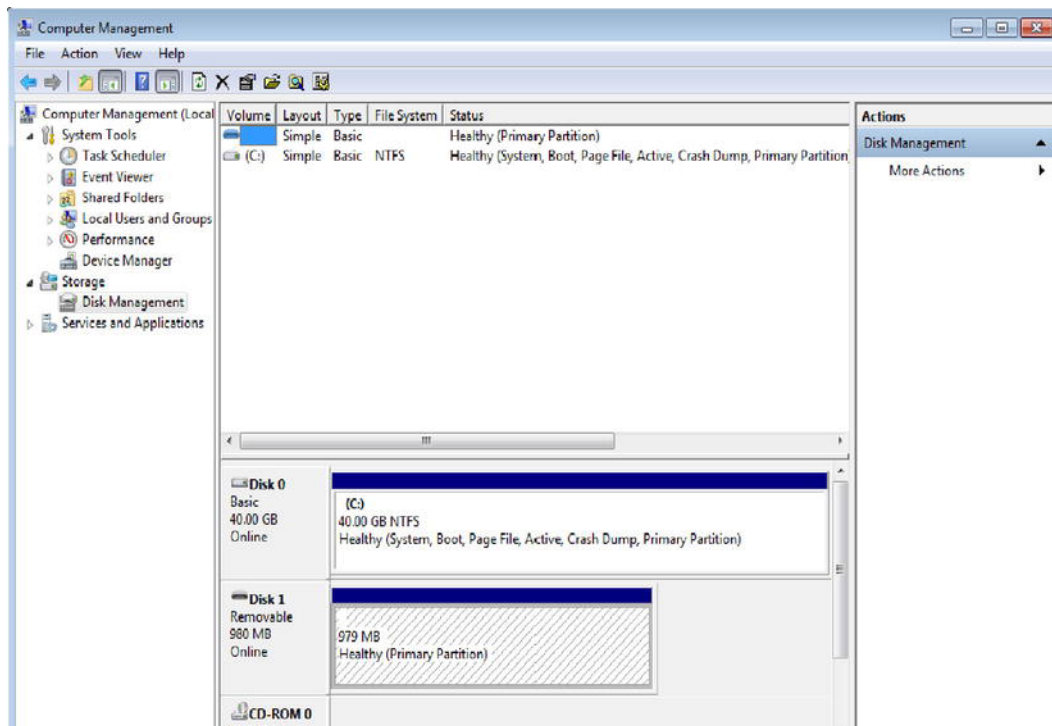 Computer Management
File Action View Help
Computer Management (Local
System Tools
Task Scheduler
Event Viewer
Shared Folders
Local Users and Groups
Performance
Device Manager
Storage
Disk Management
Services and Applications
Volume Layout Type File System Status
Simple Basic Healthy (Primary Partition)
(C:) Simple Basic NTFS Healthy (System, Boot, Page File, Active, Crash Dump, Primary Partition
Disk 0
Basic
40.00 GB
Online
(C:)
40.00 GB NTFS
Healthy (System, Boot, Page File, Active, Crash Dump, Primary Partition)
Disk 1
Removable
980 MB
Online
979 MB
Healthy (Primary Partition)
CD-ROM 0
Actions
Disk Management
More Actions